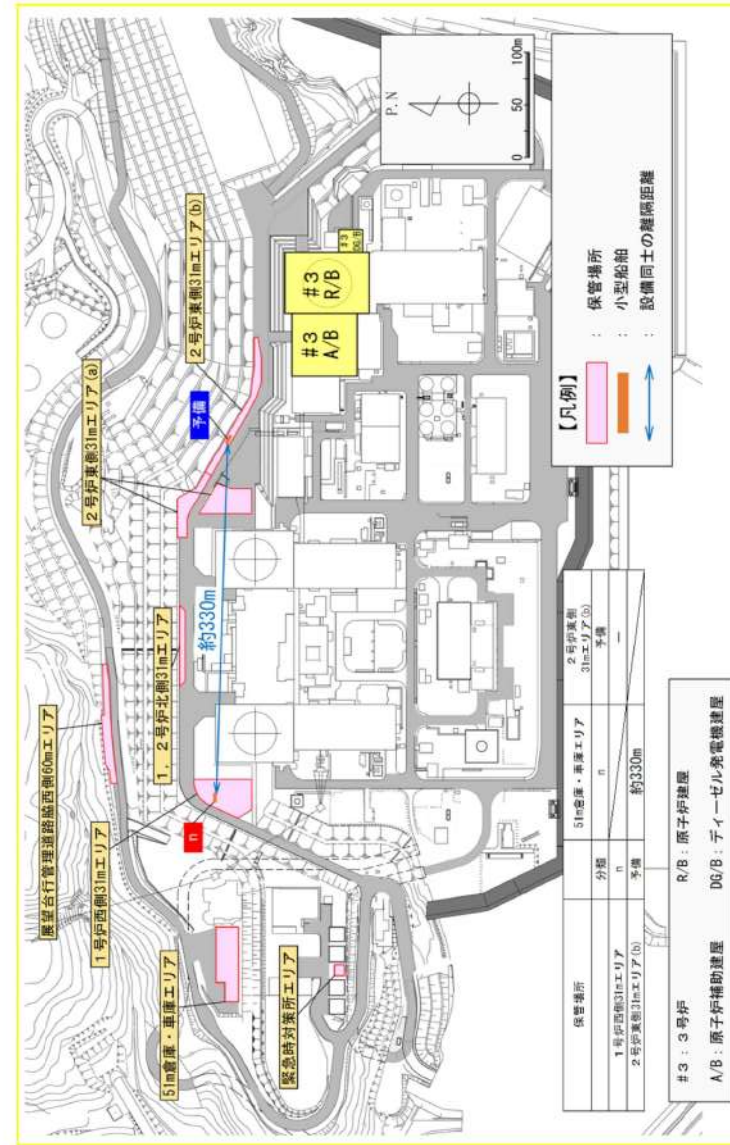 展望台行管理道路脇西側60mエリア
1号炉西側31mエリア
51m倉庫・車庫エリア
緊急時対策所エリア
1，2号炉北側31mエリア
2号炉東側31mエリア(a)
2号炉東側31mエリア(b)
予備
n
約330m
#3
R/B
#3
A/B
#3
DG/B
P.N
0 50 100m
【凡例】
： 保管場所
： 小型船舶
： 設備同士の離隔距離
保管場所 分類 51m倉庫・車庫エリア 2号炉東側31mエリア(b)
n 予備
1号炉西側31mエリア n
2号炉東側31mエリア(b) 予備 約330m －
#3：3号炉 R/B：原子炉建屋
A/B：原子炉補助建屋 DG/B：ディーゼル発電機建屋